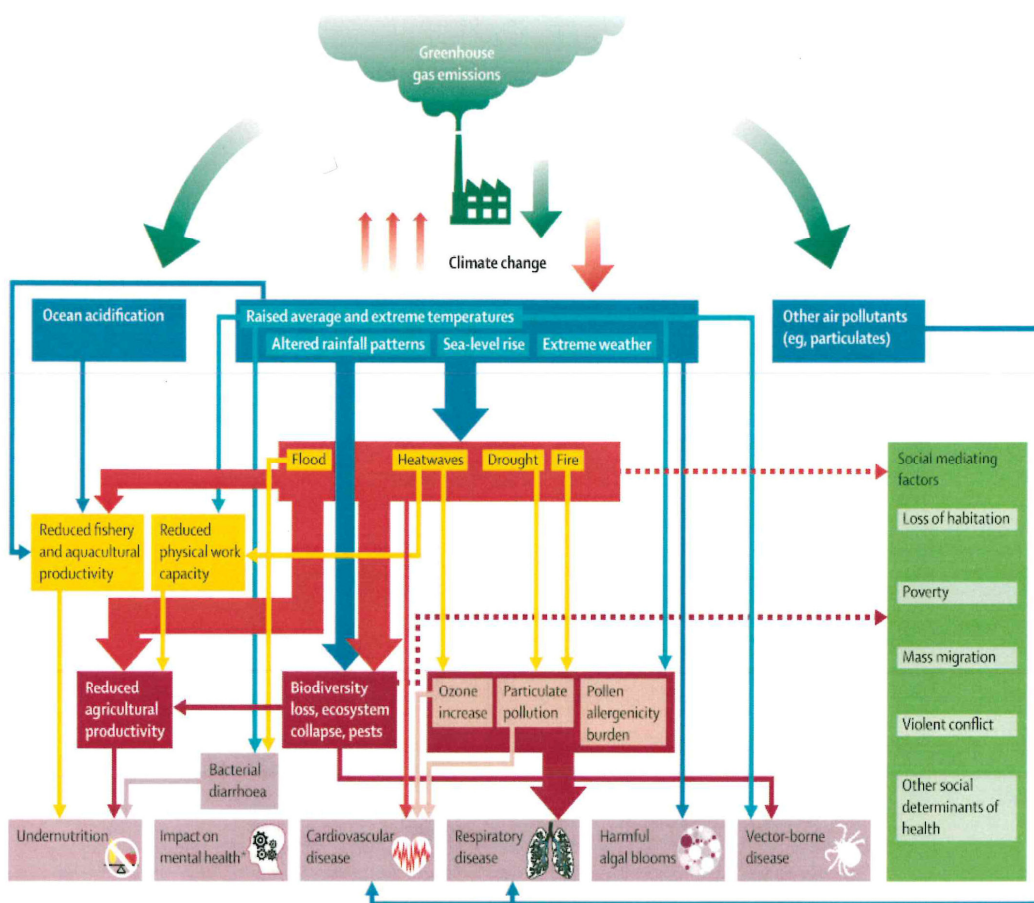 Greenhouse
gas emissions
Climate change
Ocean acidification
Raised average and extreme temperatures
Altered rainfall patterns
Sea-level rise
Extreme weather
Other air pollutants
(eg, particulates)
Flood
Heatwaves
Drought
Fire
Social mediating
factors
Loss of habitation
Poverty
Mass migration
Violent conflict
Other social
determinants of
health
Reduced fishery
and aquacultural
productivity
Reduced
physical work
capacity
Reduced
agricultural
productivity
Biodiversity
loss, ecosystem
collapse, pests
Ozone
increase
Particulate
pollution
Pollen
allergenicity
burden
Bacterial
diarrhoea
Undernutrition
Impact on
mental health*
Cardiovascular
disease
Respiratory
disease
Harmful
algal blooms
Vector-borne
disease